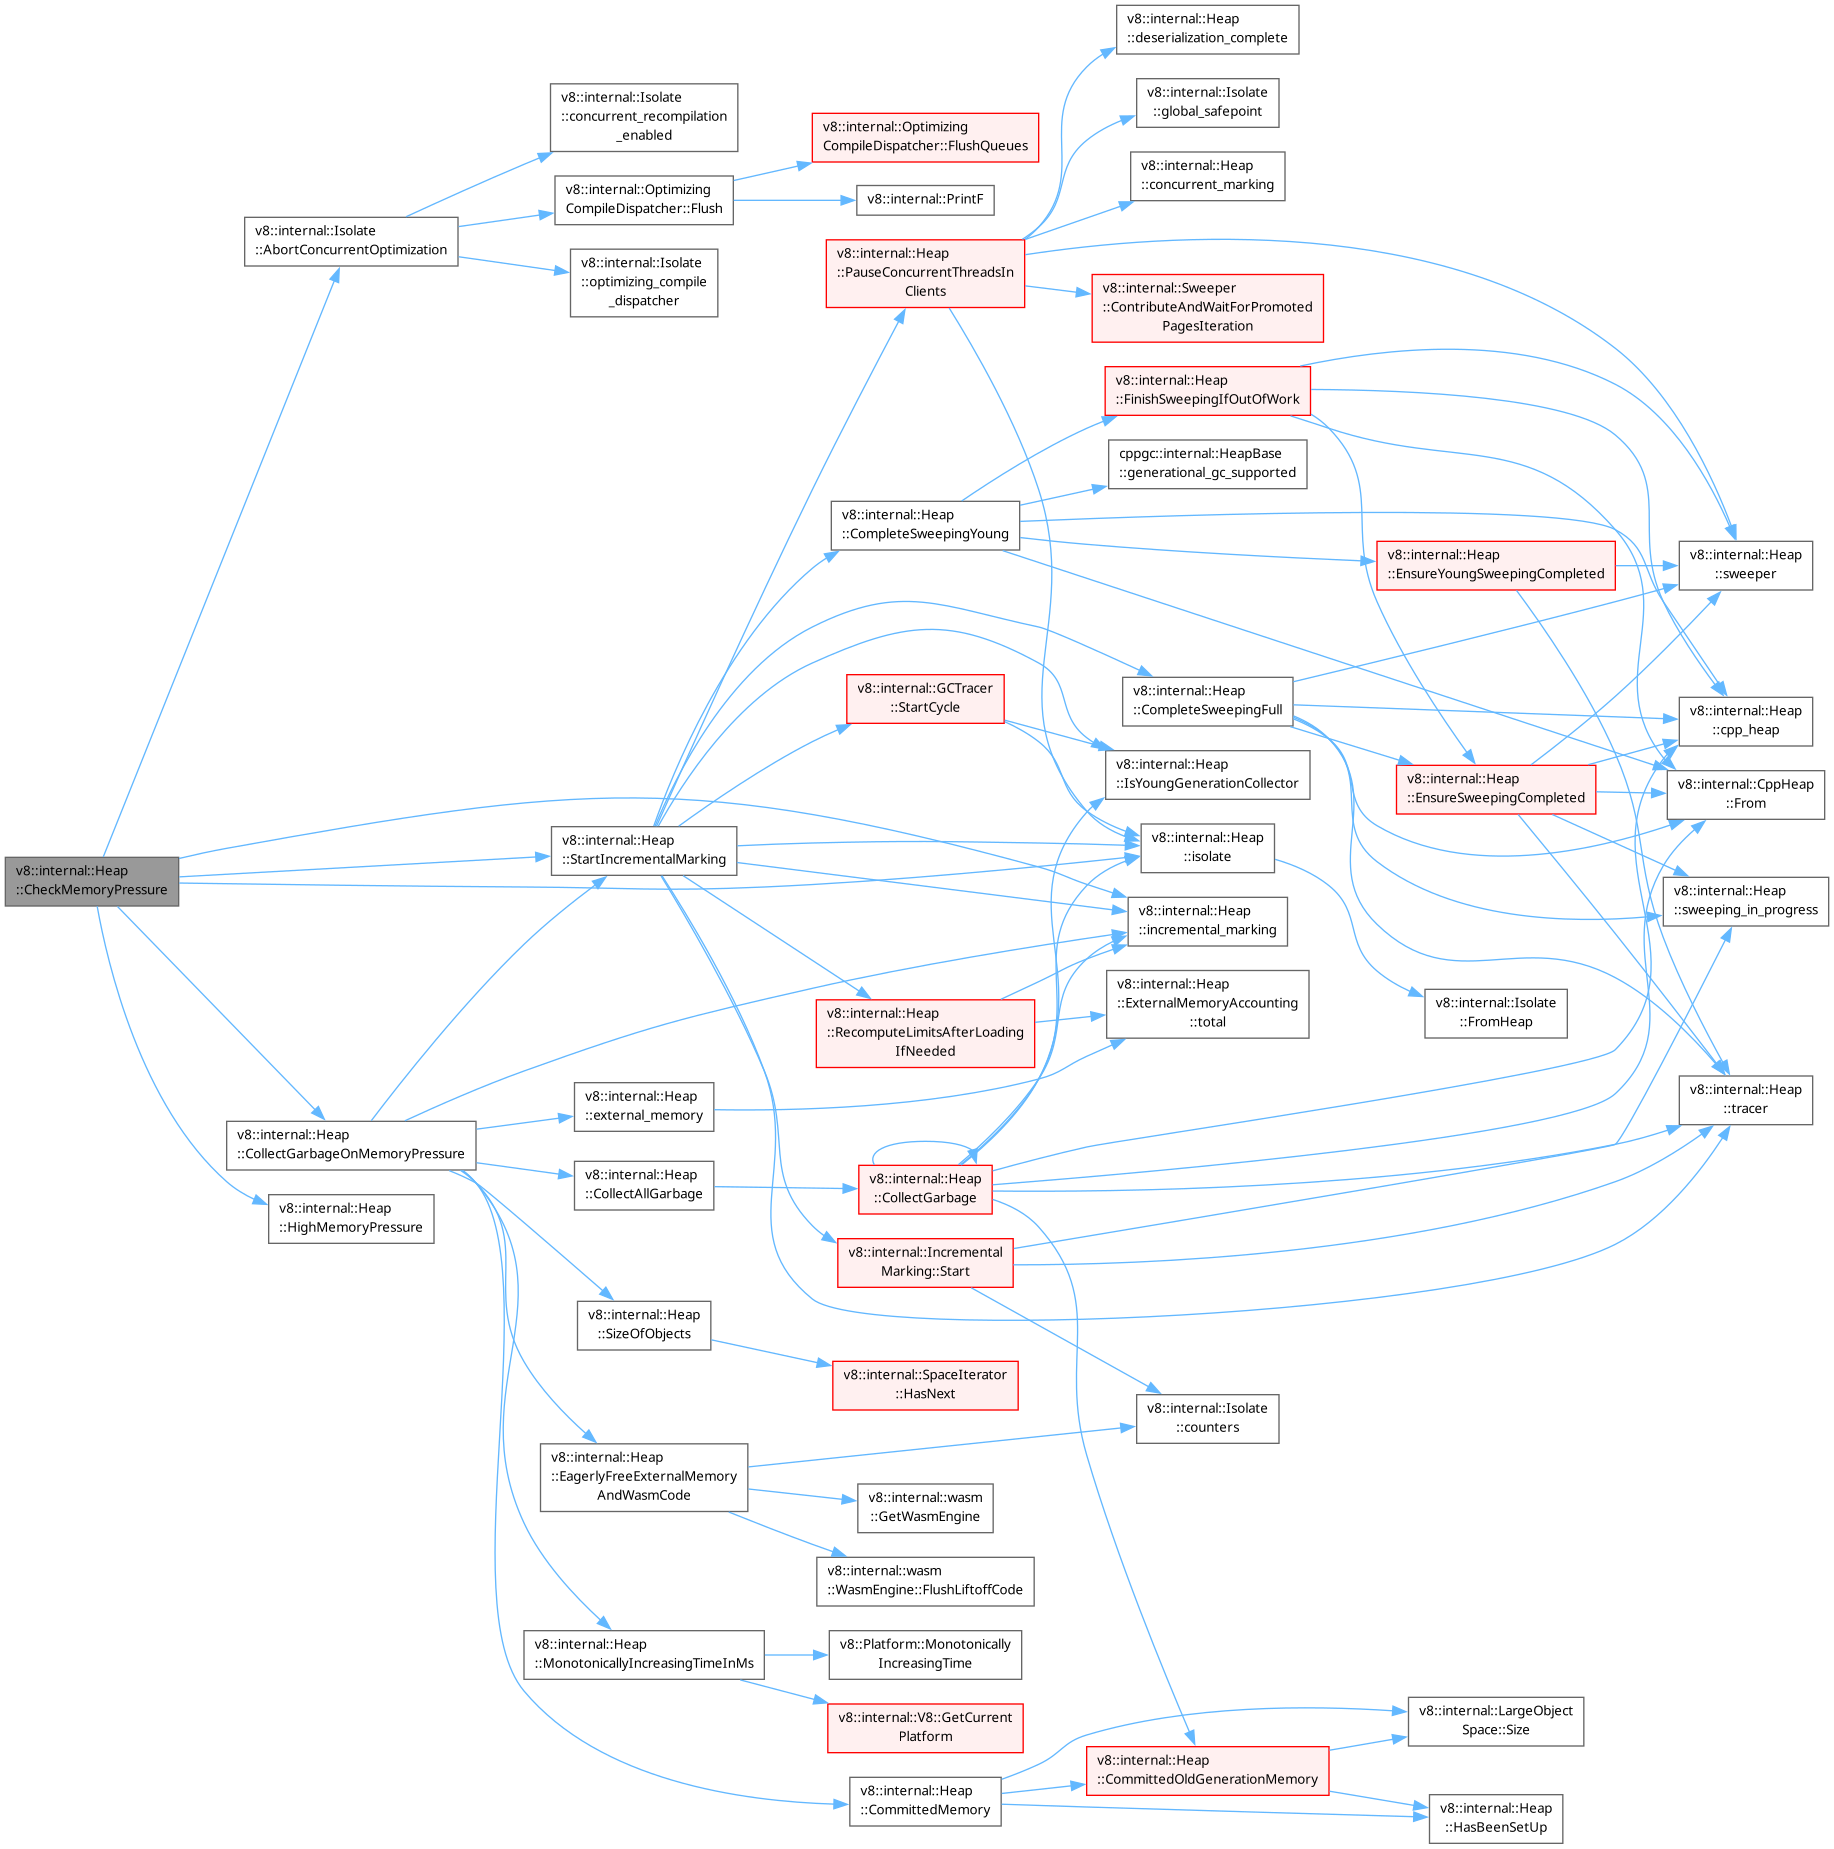 v8::internal::Heap
::deserialization_complete
v8::internal::Isolate
::global_safepoint
v8::internal::Isolate
::concurrent_recompilation
_enabled
v8::internal::Optimizing
CompileDispatcher::FlushQueues
v8::internal::Heap
::concurrent_marking
v8::internal::Optimizing
CompileDispatcher::Flush
v8::internal::PrintF
v8::internal::Isolate
::AbortConcurrentOptimization
v8::internal::Isolate
::optimizing_compile
_dispatcher
v8::internal::Heap
::PauseConcurrentThreadsIn
Clients
v8::internal::Sweeper
::ContributeAndWaitForPromoted
PagesIteration
v8::internal::Heap
::FinishSweepingIfOutOfWork
cppgc::internal::HeapBase
::generational_gc_supported
v8::internal::Heap
::CompleteSweepingYoung
v8::internal::Heap
::EnsureYoungSweepingCompleted
v8::internal::Heap
::sweeper
v8::internal::GCTracer
::StartCycle
v8::internal::Heap
::CompleteSweepingFull
v8::internal::Heap
::cpp_heap
v8::internal::Heap
::IsYoungGenerationCollector
v8::internal::Heap
::EnsureSweepingCompleted
v8::internal::CppHeap
::From
v8::internal::Heap
::StartIncrementalMarking
v8::internal::Heap
::isolate
v8::internal::Heap
::CheckMemoryPressure
v8::internal::Heap
::incremental_marking
v8::internal::Heap
::sweeping_in_progress
v8::internal::Heap
::RecomputeLimitsAfterLoading
IfNeeded
v8::internal::Heap
::ExternalMemoryAccounting
::total
v8::internal::Isolate
::FromHeap
v8::internal::Heap
::external_memory
v8::internal::Heap
::tracer
v8::internal::Heap
::CollectGarbageOnMemoryPressure
v8::internal::Heap
::CollectAllGarbage
v8::internal::Heap
::CollectGarbage
v8::internal::Heap
::HighMemoryPressure
v8::internal::Incremental
Marking::Start
v8::internal::Heap
::SizeOfObjects
v8::internal::SpaceIterator
::HasNext
v8::internal::Isolate
::counters
v8::internal::Heap
::EagerlyFreeExternalMemory
AndWasmCode
v8::internal::wasm
::GetWasmEngine
v8::internal::wasm
::WasmEngine::FlushLiftoffCode
v8::internal::Heap
::MonotonicallyIncreasingTimeInMs
v8::Platform::Monotonically
IncreasingTime
v8::internal::V8::GetCurrent
Platform
v8::internal::LargeObject
Space::Size
v8::internal::Heap
::CommittedOldGenerationMemory
v8::internal::Heap
::CommittedMemory
v8::internal::Heap
::HasBeenSetUp